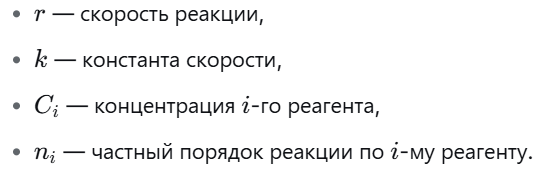 • r — скорость реакции,
• k — константа скорости,
• Cᵢ — концентрация i-го реагента,
• nᵢ — частный порядок реакции по i-му реагенту.